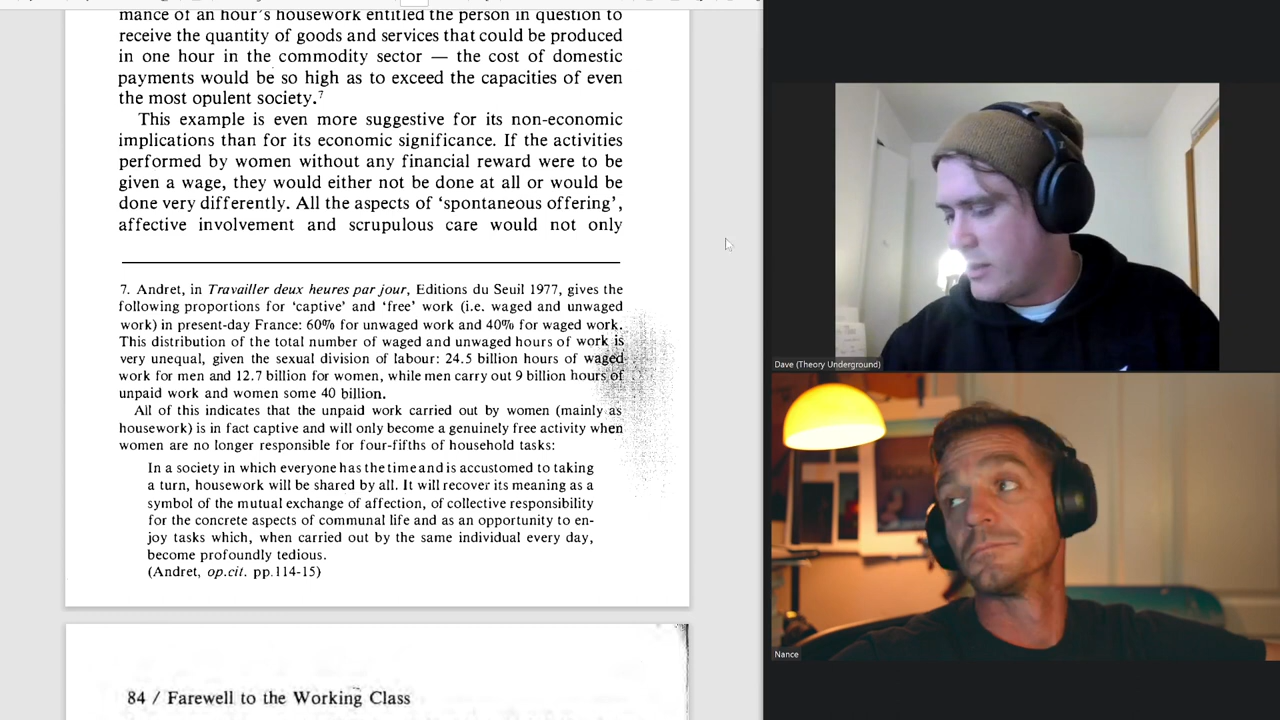 mance of an hour's housework entitled the person in question to
receive the quantity of goods and services that could be produced
in one hour in the commodity sector — the cost of domestic
payments would be so high as to exceed the capacities of even
the most opulent society.7
This example is even more suggestive for its non-economic
implications than for its economic significance. If the activities
performed by women without any financial reward were to be
given a wage, they would either not be done at all or would be
done very differently. All the aspects of 'spontaneous offering',
affective involvement and scrupulous care would not only
7. Andret, in Travailler deux heures par jour, Editions du Seuil 1977, gives the
following proportions for 'captive' and 'free' work (i.e. waged and unwaged
work) in present-day France: 60% for unwaged work and 40% for waged work.
This distribution of the total number of waged and unwaged hours of work is
very unequal, given the sexual division of labour: 24.5 billion hours of waged
work for men and 12.7 billion for women, while men carry out 9 billion hours of
unpaid work and women some 40 billion.
All of this indicates that the unpaid work carried out by women (mainly as
housework) is in fact captive and will only become a genuinely free activity when
women are no longer responsible for four-fifths of household tasks:
In a society in which everyone has the time and is accustomed to taking
a turn, housework will be shared by all. It will recover its meaning as a
symbol of the mutual exchange of affection, of collective responsibility
for the concrete aspects of communal life and as an opportunity to en-
joy tasks which, when carried out by the same individual every day,
become profoundly tedious.
(Andret, op.cit. pp.114-15)
84 / Farewell to the Working Class
Dave (Theory Underground)
Nance